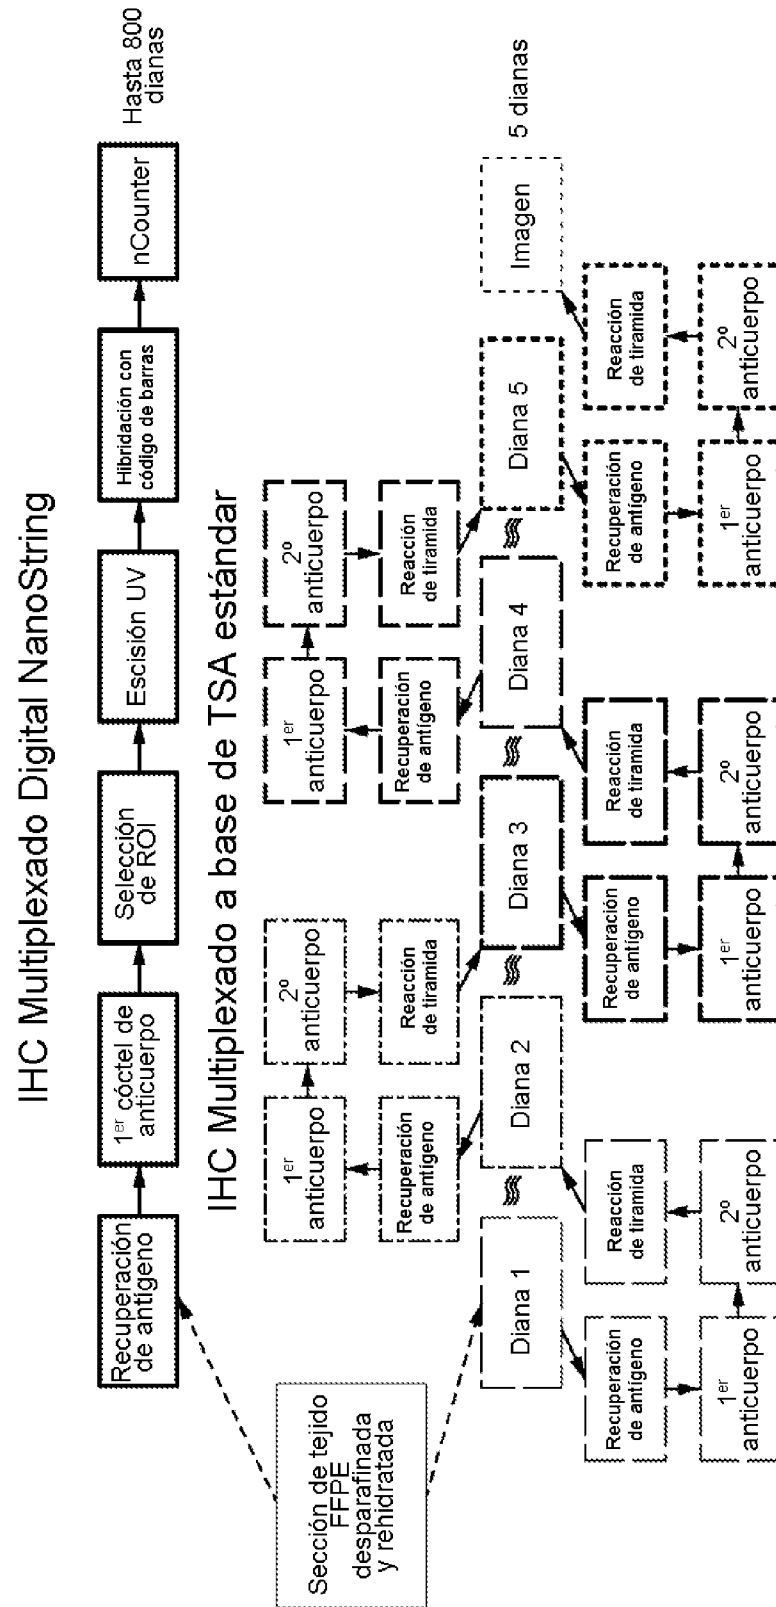 IHC Multiplexado Digital NanoString
Recuperación
de antígeno
1er cóctel de
anticuerpo
Selección
de ROI
Escisión UV
Hibridación con
código de barras
nCounter
Hasta 800
dianas
IHC Multiplexado a base de TSA estándar
Sección de tejido
FFPE
desparafinada
y rehidratada
Diana 1
Recuperación
de antígeno
1er
anticuerpo
2º
anticuerpo
Reacción
de tiramida
Diana 2
Recuperación
de antígeno
1er
anticuerpo
2º
anticuerpo
Reacción
de tiramida
Diana 3
Recuperación
de antígeno
1er
anticuerpo
2º
anticuerpo
Reacción
de tiramida
Diana 4
Recuperación
de antígeno
1er
anticuerpo
2º
anticuerpo
Reacción
de tiramida
Diana 5
Recuperación
de antígeno
1er
anticuerpo
2º
anticuerpo
Reacción
de tiramida
Imagen
5 dianas